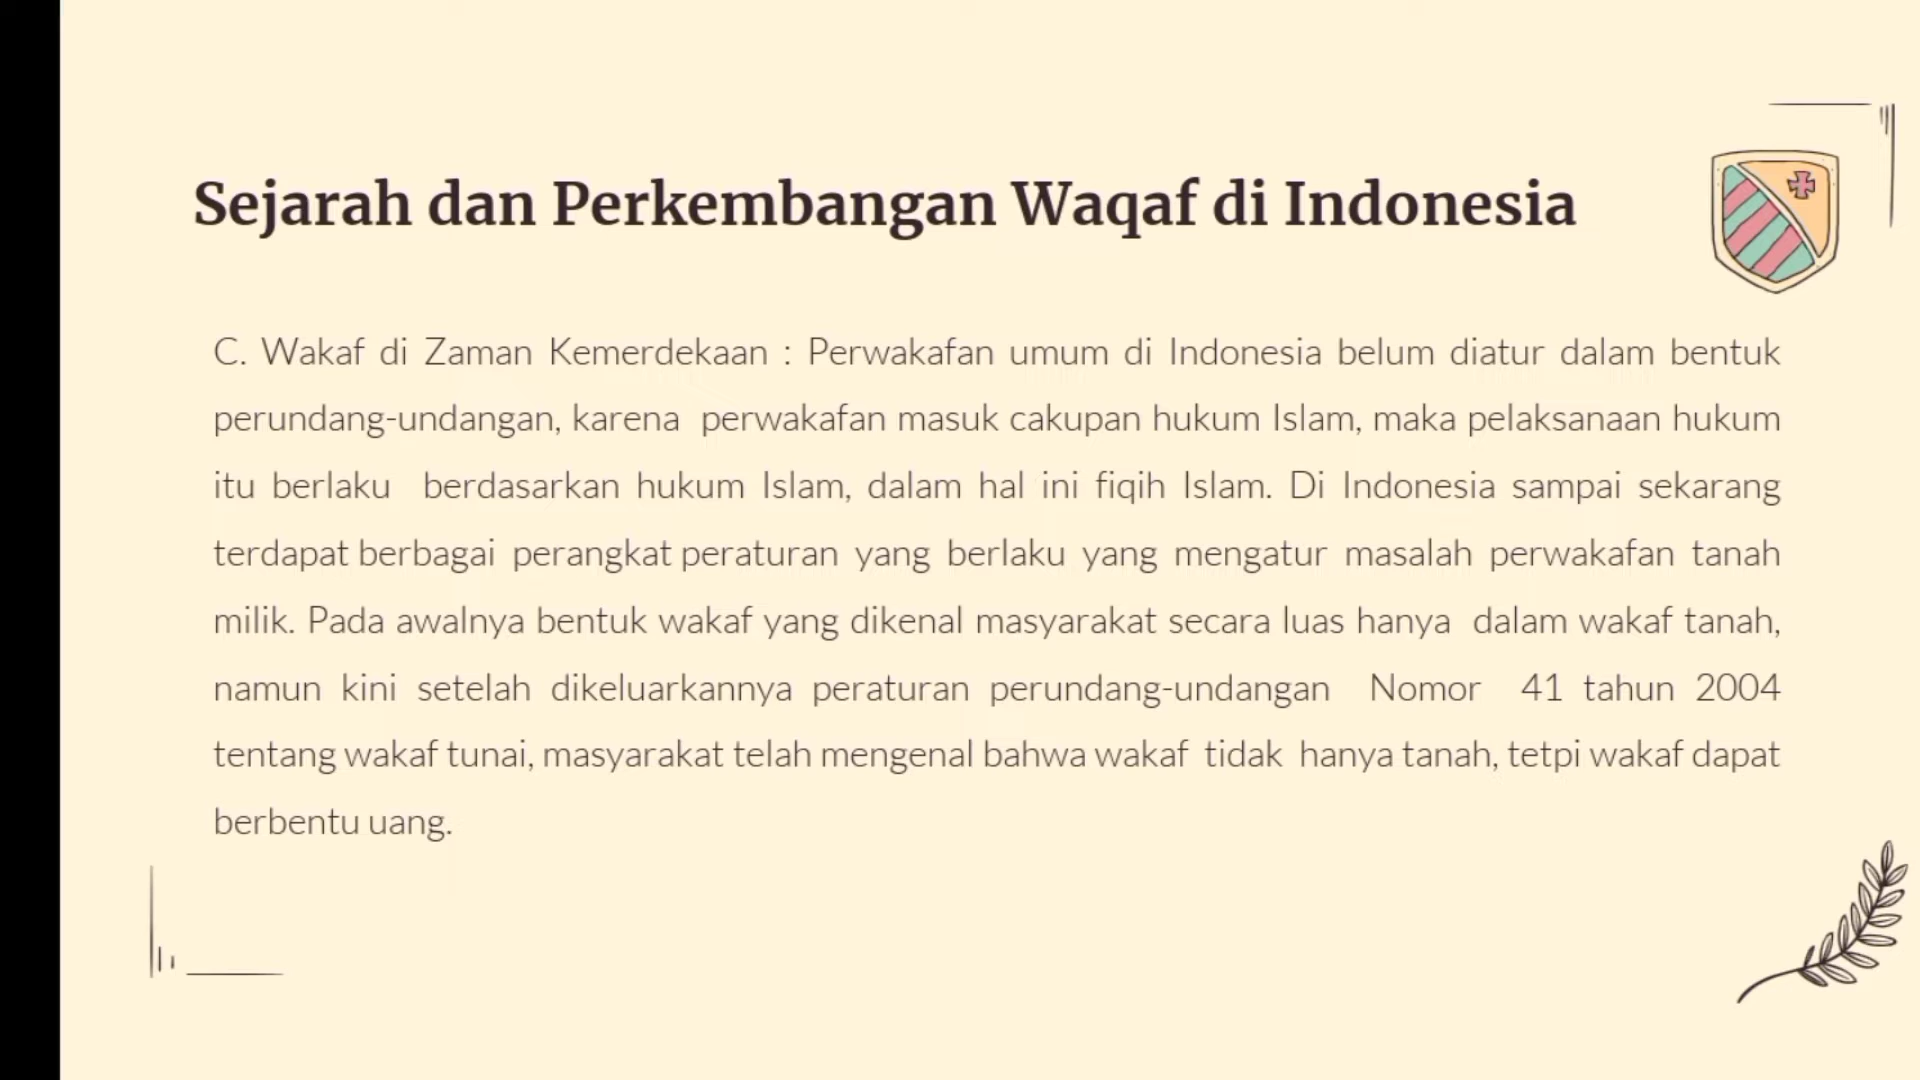 Sejarah dan Perkembangan Waqaf di Indonesia
C. Wakaf di Zaman Kemerdekaan : Perwakafan umum di Indonesia belum diatur dalam bentuk
perundang-undangan, karena perwakafan masuk cakupan hukum Islam, maka pelaksanaan hukum
itu berlaku berdasarkan hukum Islam, dalam hal ini fiqih Islam. Di Indonesia sampai sekarang
terdapat berbagai perangkat peraturan yang berlaku yang mengatur masalah perwakafan tanah
milik. Pada awalnya bentuk wakaf yang dikenal masyarakat secara luas hanya dalam wakaf tanah,
namun kini setelah dikeluarkannya peraturan perundang-undangan Nomor 41 tahun 2004
tentang wakaf tunai, masyarakat telah mengenal bahwa wakaf tidak hanya tanah, tetpi wakaf dapat
berbentu uang.